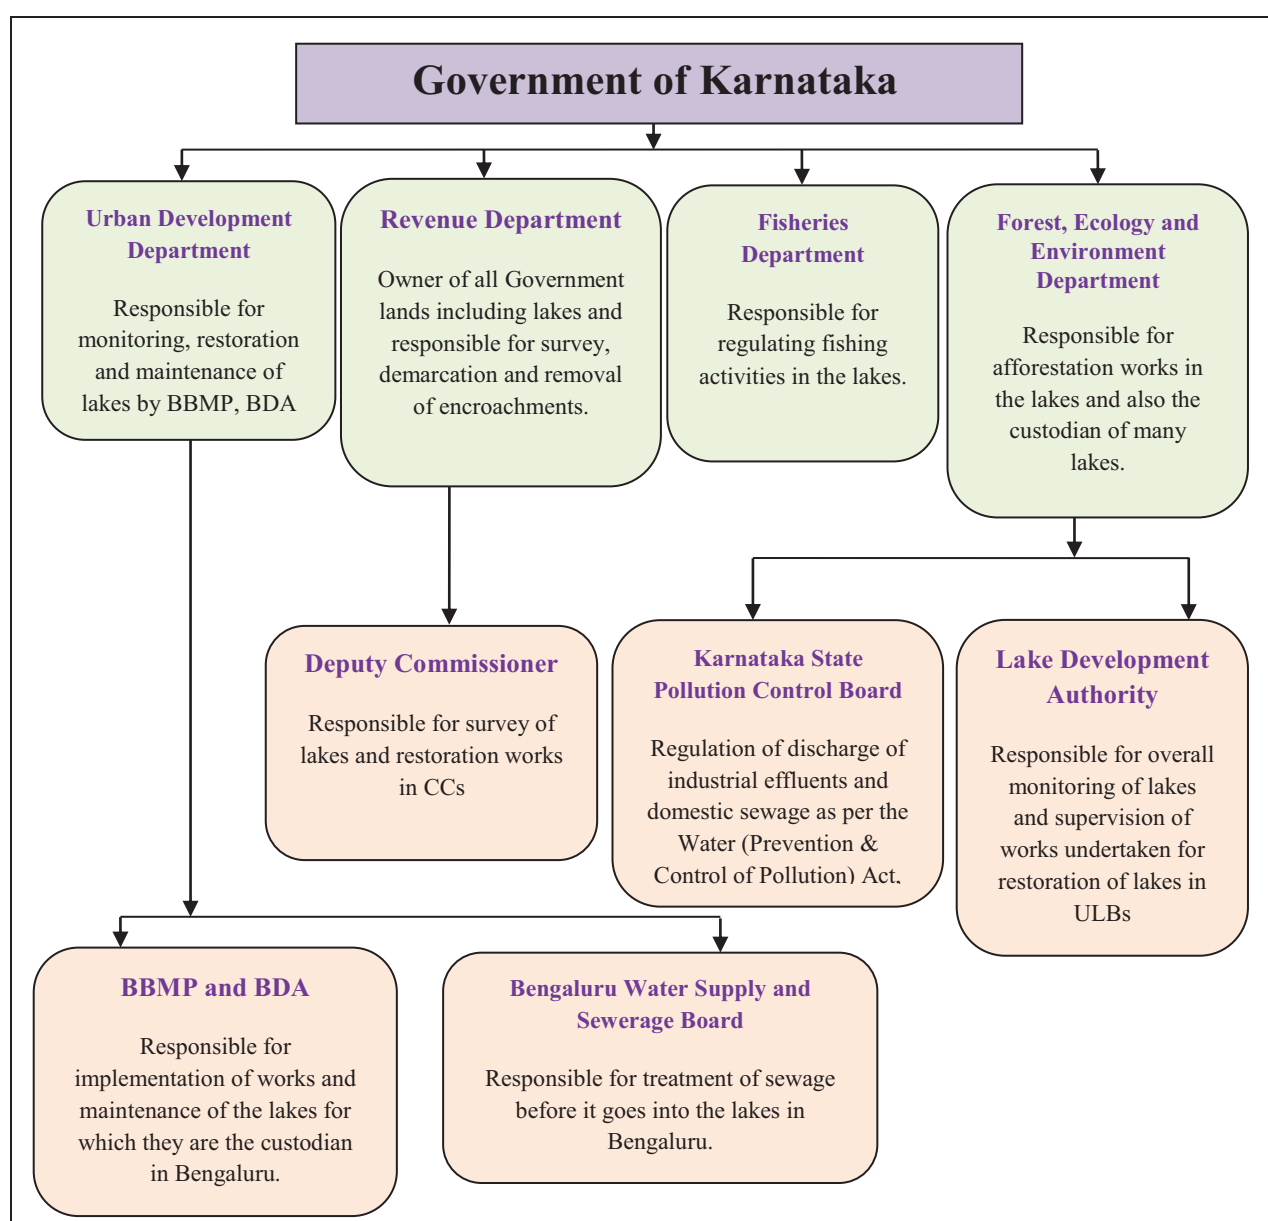 Government of Karnataka
Urban Development
Department
Responsible for
monitoring, restoration
and maintenance of
lakes by BBMP, BDA
Revenue Department
Owner of all Government
lands including lakes and
responsible for survey,
demarcation and removal
of encroachments.
Fisheries
Department
Responsible for
regulating fishing
activities in the lakes.
Forest, Ecology and
Environment
Department
Responsible for
afforestation works in
the lakes and also the
custodian of many
lakes.
Deputy Commissioner
Responsible for survey of
lakes and restoration works
in CCs
Karnataka State
Pollution Control Board
Regulation of discharge of
industrial effluents and
domestic sewage as per the
Water (Prevention &
Control of Pollution) Act,
Lake Development
Authority
Responsible for overall
monitoring of lakes
and supervision of
works undertaken for
restoration of lakes in
ULBs
BBMP and BDA
Responsible for
implementation of works and
maintenance of the lakes for
which they are the custodian
in Bengaluru.
Bengaluru Water Supply and
Sewerage Board
Responsible for treatment of sewage
before it goes into the lakes in
Bengaluru.